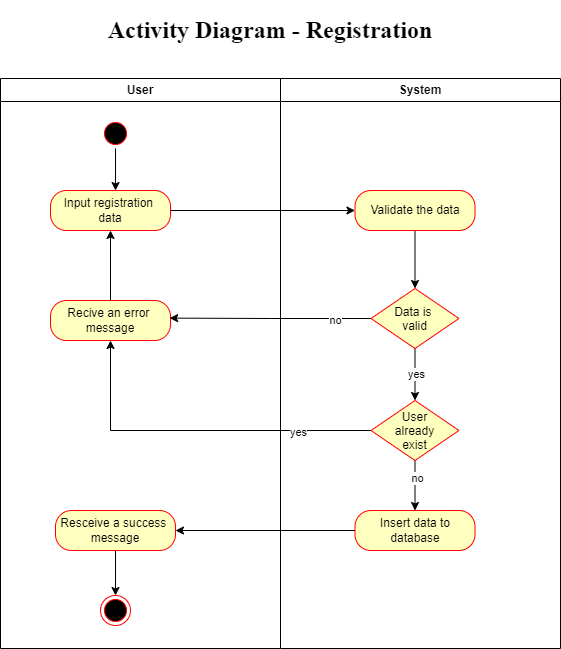 Activity Diagram - Registration
User
System
Input registration
data
Validate the data
Recive an error
message
no
Data is
valid
yes
yes
User
already
exist
no
Resceive a success
message
Insert data to
database